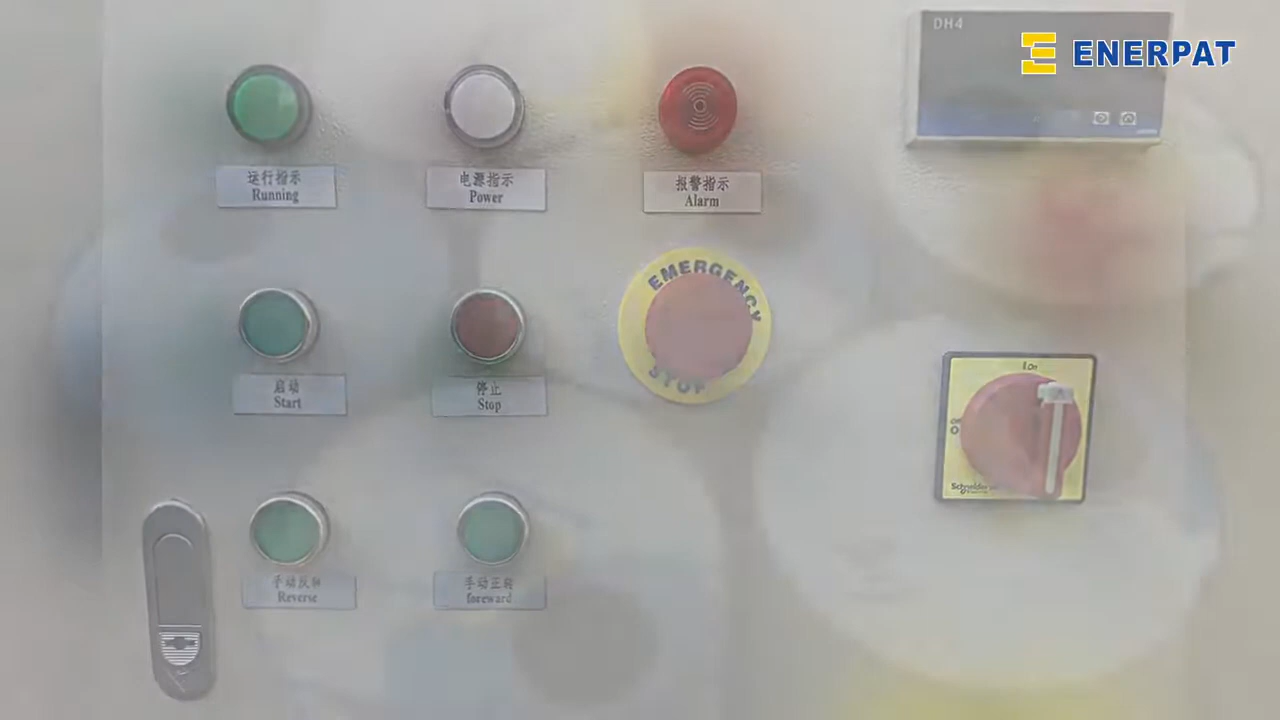 DH4
ENERPAT
运行指示
Running
电源指示
Power
报警指示
Alarm
EMERGENCY
STOP
启动
Start
停止
Stop
I On
Schneider
手动反转
Reverse
手动正转
foreward